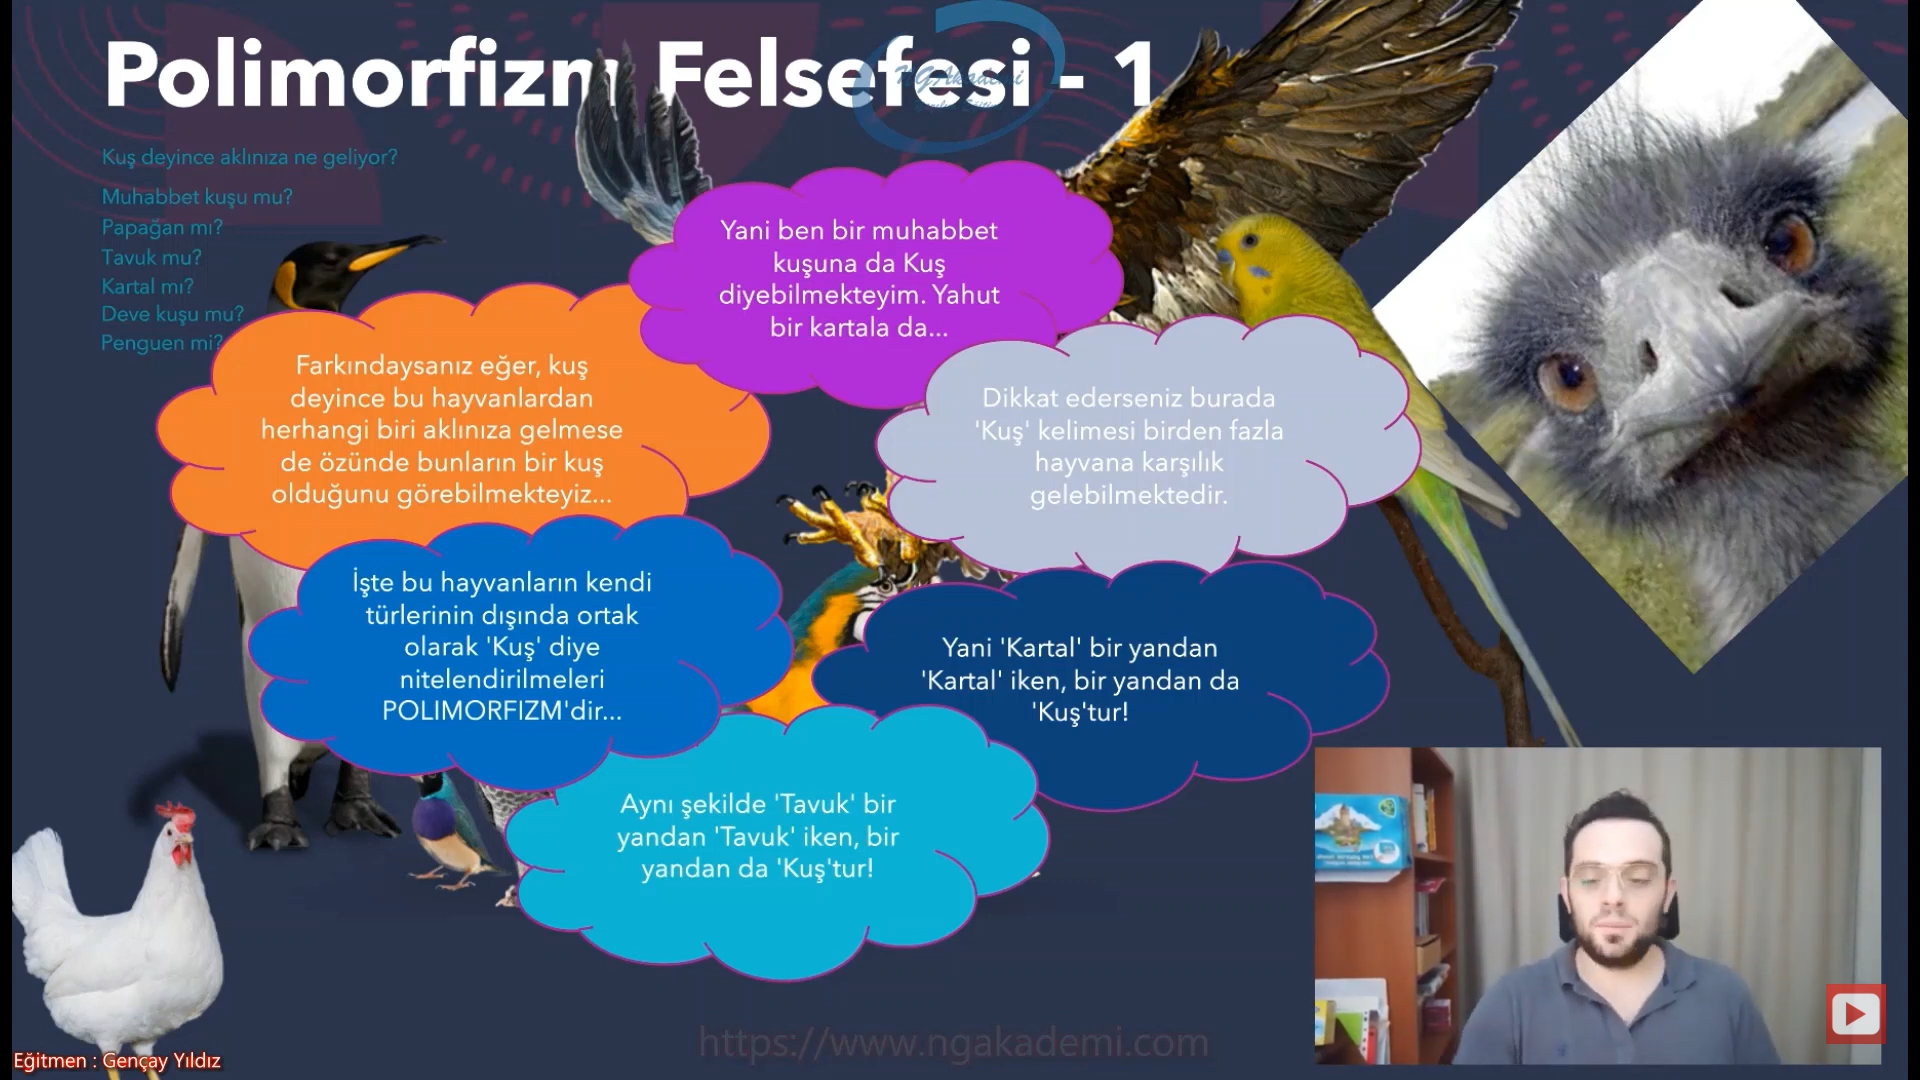 Polimorfizm Felsefesi - 1
NGAkademi
Kuş deyince aklınıza ne geliyor?
Muhabbet kuşu mu?
Papağan mı?
Tavuk mu?
Kartal mı?
Deve kuşu mu?
Penguen mi?
Yani ben bir muhabbet
kuşuna da Kuş
diyebilmekteyim. Yahut
bir kartala da...
Farkındaysanız eğer, kuş
deyince bu hayvanlardan
herhangi biri aklınıza gelmese
de özünde bunların bir kuş
olduğunu görebilmekteyiz...
Dikkat ederseniz burada
'Kuş' kelimesi birden fazla
hayvana karşılık
gelebilmektedir.
İşte bu hayvanların kendi
türlerinin dışında ortak
olarak 'Kuş' diye
nitelendirilmeleri
POLIMORFIZM'dir...
Yani 'Kartal' bir yandan
'Kartal' iken, bir yandan da
'Kuş'tur!
Aynı şekilde 'Tavuk' bir
yandan 'Tavuk' iken, bir
yandan da 'Kuş'tur!
https://www.ngakademi.com
Eğitmen : Gençay Yıldız